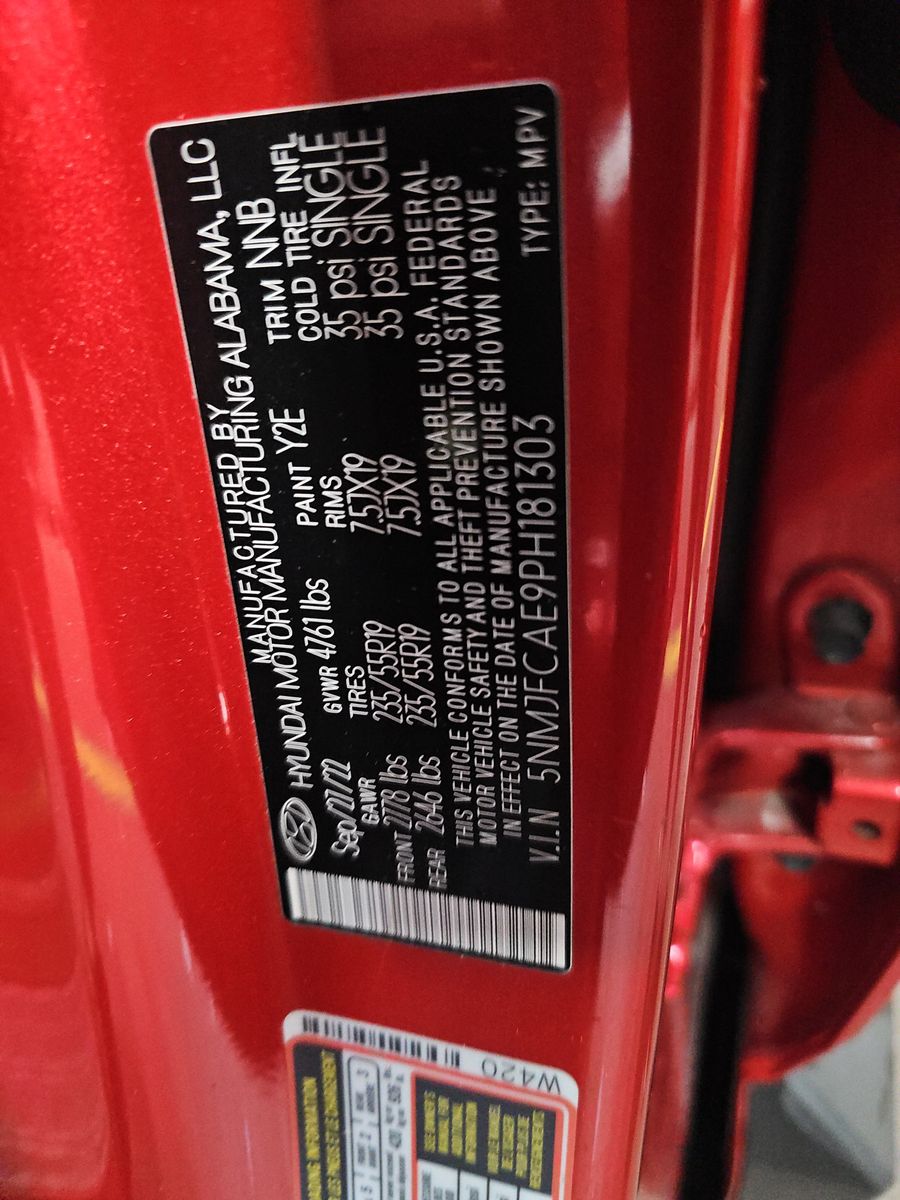 MANUFACTURED BY
HYUNDAI MOTOR MANUFACTURING ALABAMA, LLC
Sep/27/22 GVWR 4761 lbs PAINT Y2E TRIM NNB
GAWR TIRES RIMS COLD TIRE INFL
FRONT 2778 lbs 235/55R19 7.5JX19 35 psi SINGLE
REAR 2646 lbs 235/55R19 7.5JX19 35 psi SINGLE
THIS VEHICLE CONFORMS TO ALL APPLICABLE U.S.A. FEDERAL
MOTOR VEHICLE SAFETY AND THEFT PREVENTION STANDARDS
IN EFFECT ON THE DATE OF MANUFACTURE SHOWN ABOVE
V.I.N 5NMJFCAE9PH181303 TYPE: MPV
W420
INFORMATION